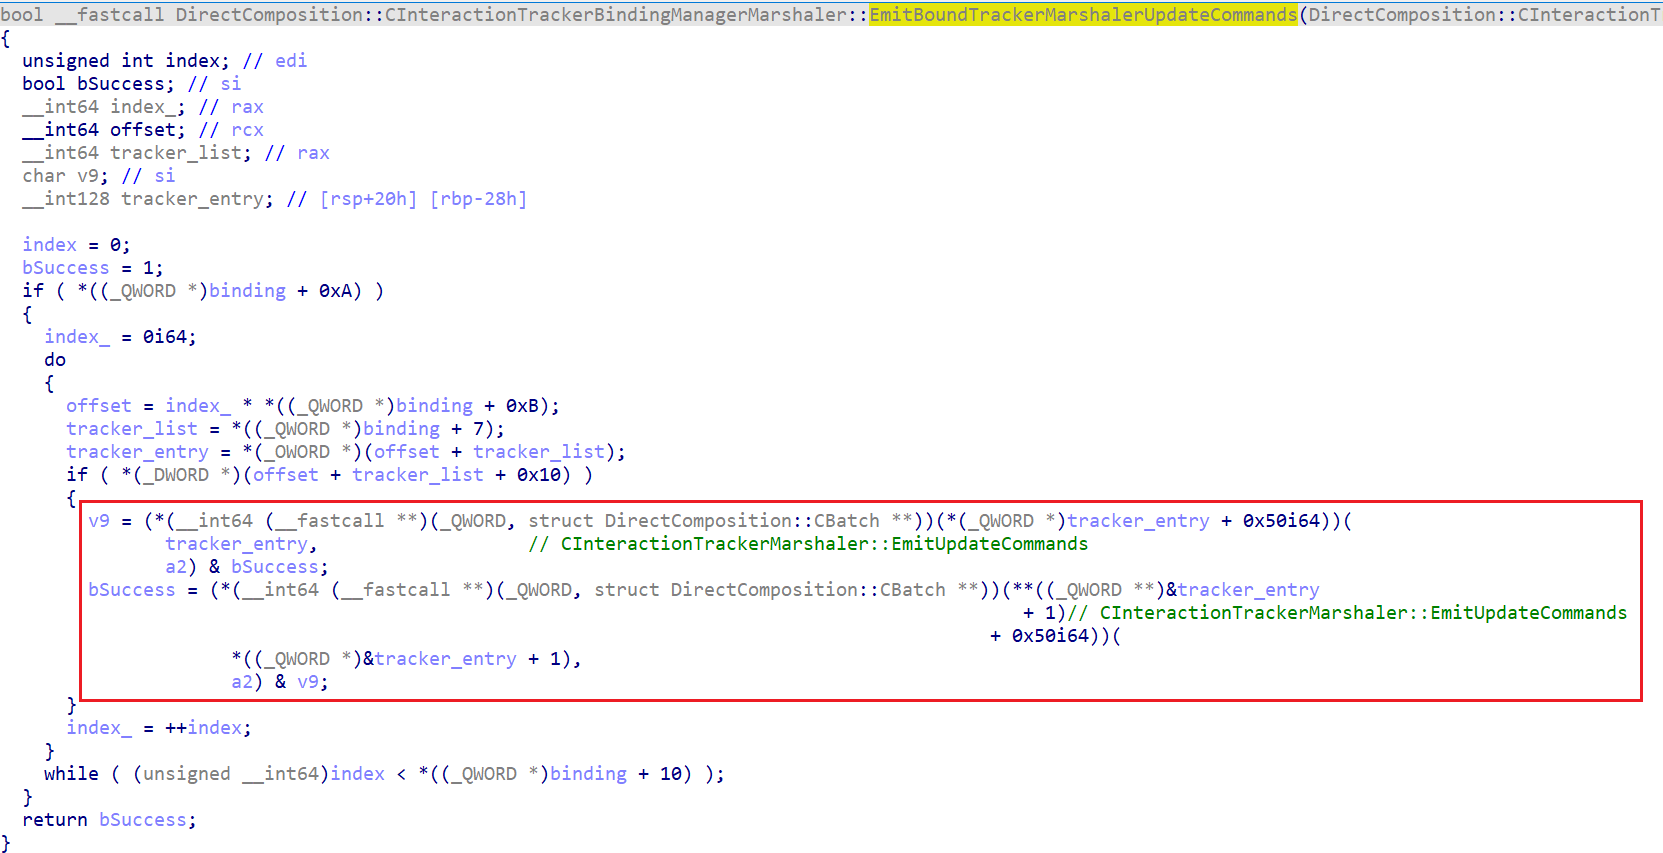 bool __fastcall DirectComposition::CInteractionTrackerBindingManagerMarshaler::EmitBoundTrackerMarshalerUpdateCommands(DirectComposition::CInteractionT
{
  unsigned int index; // edi
  bool bSuccess; // si
  __int64 index_; // rax
  __int64 offset; // rcx
  __int64 tracker_list; // rax
  char v9; // si
  __int128 tracker_entry; // [rsp+20h] [rbp-28h]

  index = 0;
  bSuccess = 1;
  if ( *((_QWORD *)binding + 0xA) )
  {
    index_ = 0i64;
    do
    {
      offset = index_ * *((_QWORD *)binding + 0xB);
      tracker_list = *((_QWORD *)binding + 7);
      tracker_entry = *(_OWORD *)(offset + tracker_list);
      if ( *(_DWORD *)(offset + tracker_list + 0x10) )
      {
        v9 = (*(__int64 (__fastcall **)(_QWORD, struct DirectComposition::CBatch **))(*(_QWORD *)tracker_entry + 0x50i64))(
               tracker_entry,                   // CInteractionTrackerMarshaler::EmitUpdateCommands
               a2) & bSuccess;
        bSuccess = (*(__int64 (__fastcall **)(_QWORD, struct DirectComposition::CBatch **))(**((_QWORD **)&tracker_entry
                                                                                             + 1)// CInteractionTrackerMarshaler::EmitUpdateCommands
                                                                                          + 0x50i64))(
                     *((_QWORD *)&tracker_entry + 1),
                     a2) & v9;
      }
      index_ = ++index;
    }
    while ( (unsigned __int64)index < *((_QWORD *)binding + 10) );
  }
  return bSuccess;
}